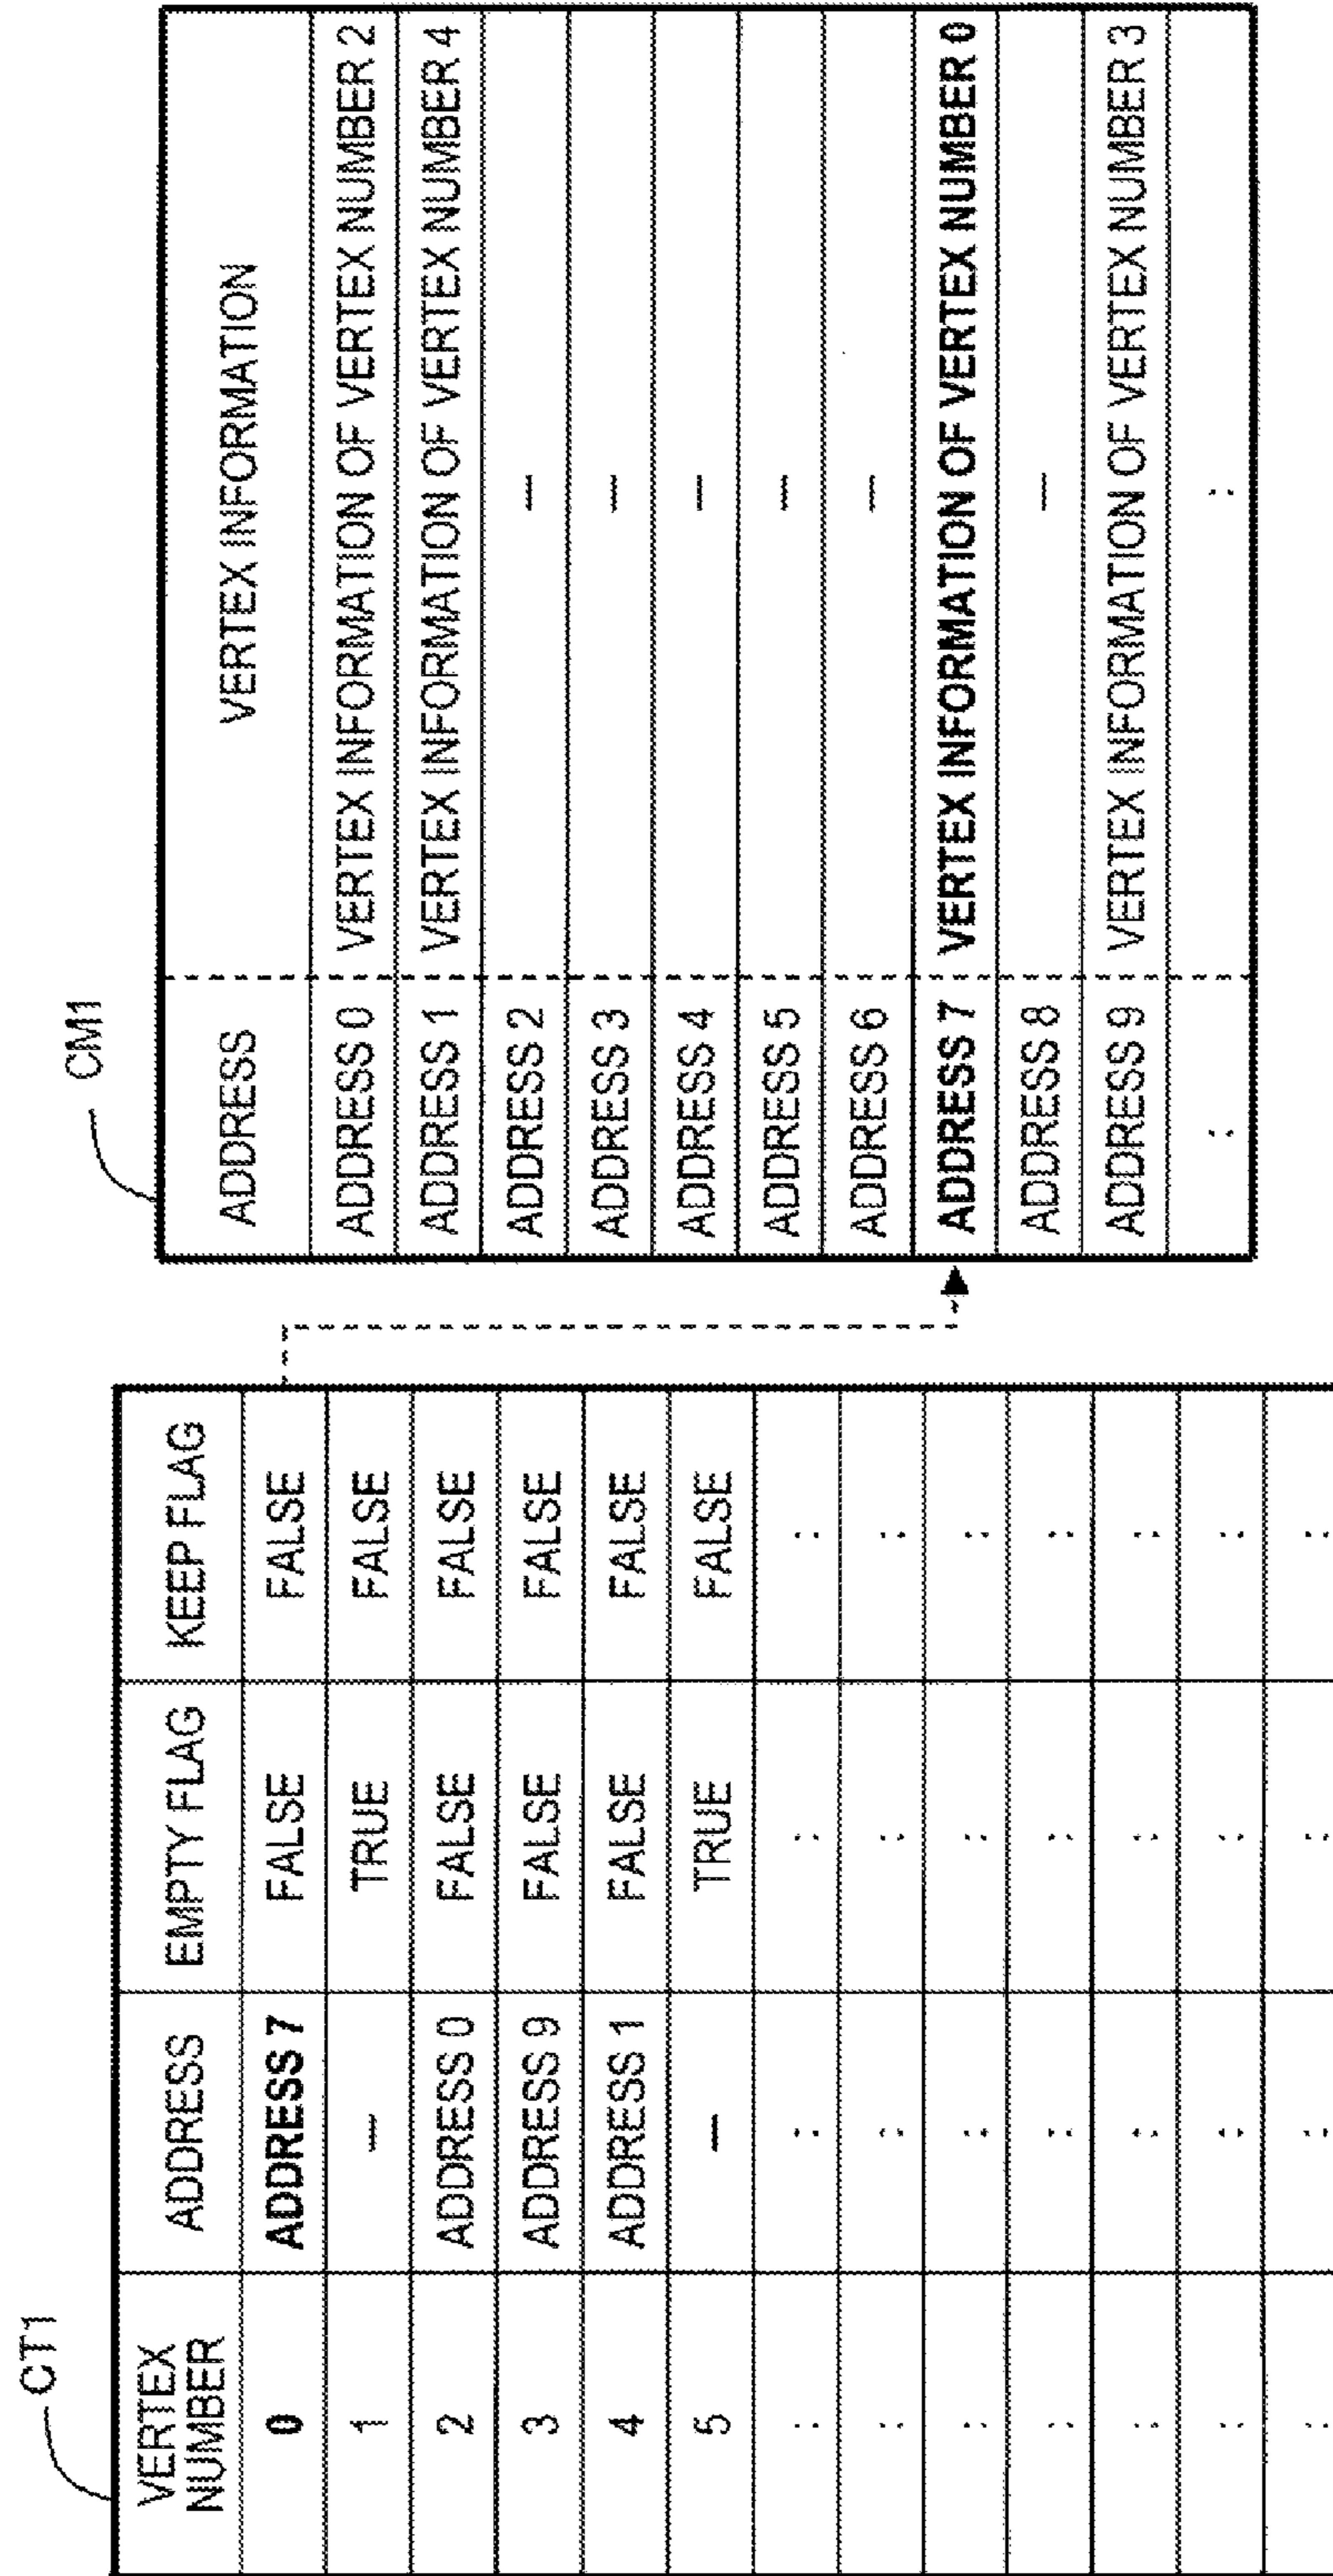 CT1
VERTEX NUMBER ADDRESS EMPTY FLAG KEEP FLAG
0 ADDRESS 7 FALSE FALSE
1 — TRUE FALSE
2 ADDRESS 0 FALSE FALSE
3 ADDRESS 9 FALSE FALSE
4 ADDRESS 1 FALSE FALSE
5 — TRUE FALSE
: : : :
: : : :
: : : :
: : : :
: : : :
: : : :
: : : :
CM1
ADDRESS VERTEX INFORMATION
ADDRESS 0 VERTEX INFORMATION OF VERTEX NUMBER 2
ADDRESS 1 VERTEX INFORMATION OF VERTEX NUMBER 4
ADDRESS 2 —
ADDRESS 3 —
ADDRESS 4 —
ADDRESS 5 —
ADDRESS 6 —
ADDRESS 7 VERTEX INFORMATION OF VERTEX NUMBER 0
ADDRESS 8 —
ADDRESS 9 VERTEX INFORMATION OF VERTEX NUMBER 3
: :